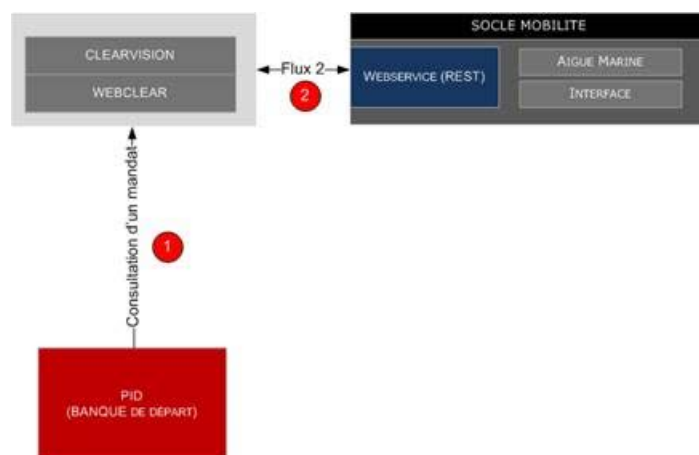 SOCLE MOBILITE
CLEARVISION
WEBCLEAR
Flux 2
2
WEBSERVICE (REST)
AIGUE MARINE
INTERFACE
Consultation d'un mandat
1
PID
(BANQUE DE DÉPART)